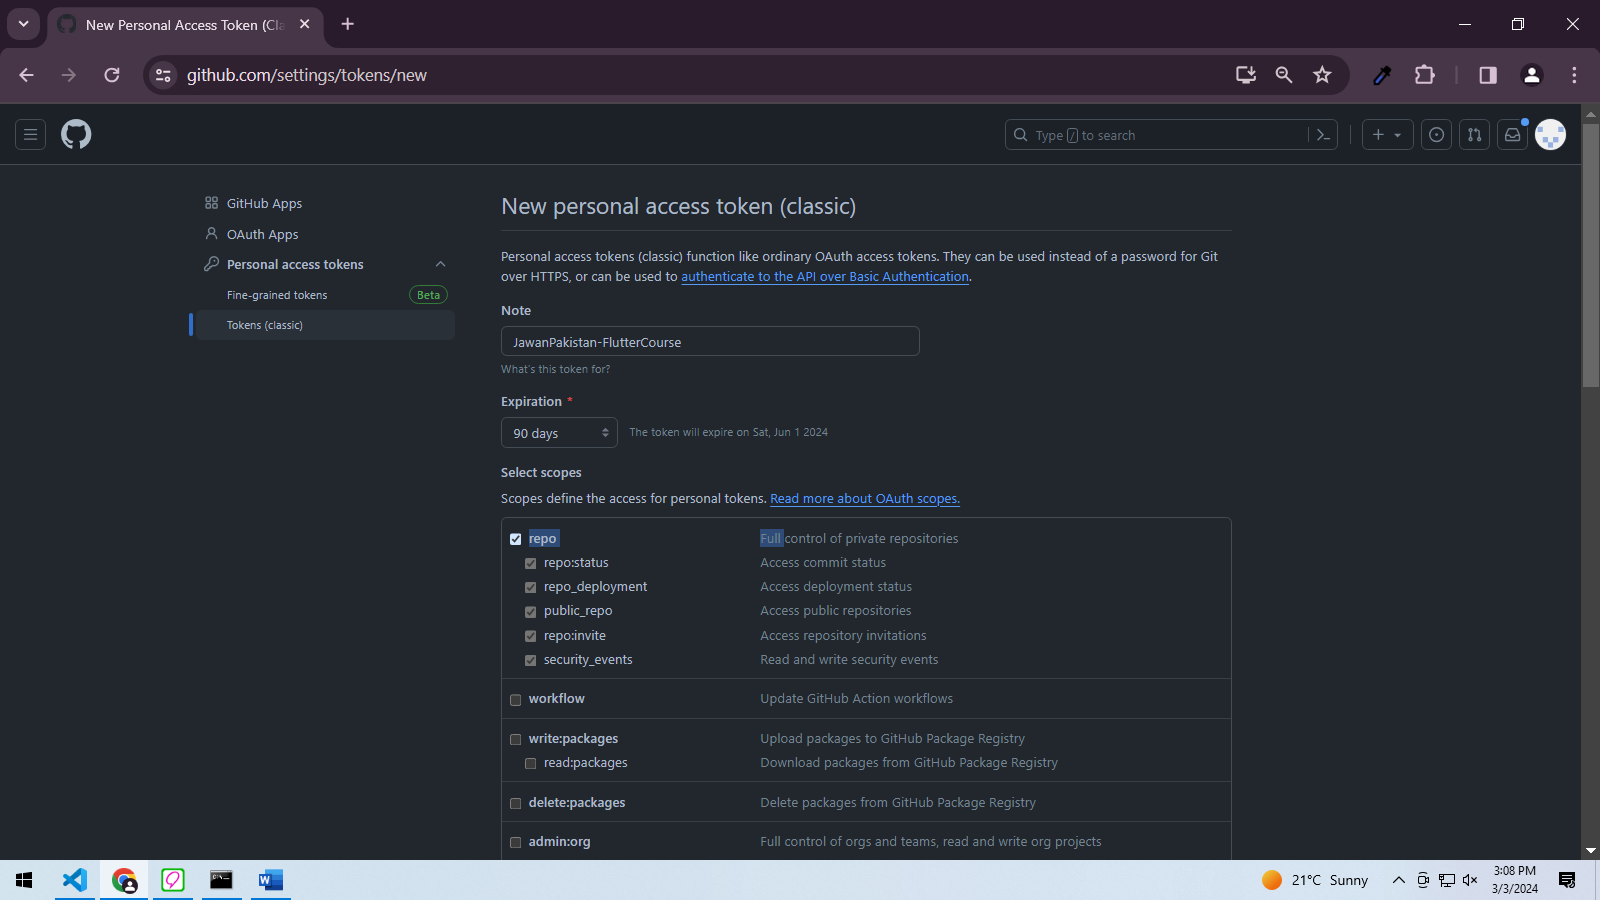 New Personal Access Token (Cla
github.com/settings/tokens/new
Type / to search
GitHub Apps
OAuth Apps
Personal access tokens
Fine-grained tokens Beta
Tokens (classic)
New personal access token (classic)
Personal access tokens (classic) function like ordinary OAuth access tokens. They can be used instead of a password for Git
over HTTPS, or can be used to authenticate to the API over Basic Authentication.
Note
JawanPakistan-FlutterCourse
What's this token for?
Expiration *
90 days The token will expire on Sat, Jun 1 2024
Select scopes
Scopes define the access for personal tokens. Read more about OAuth scopes.
repo Full control of private repositories
repo:status Access commit status
repo_deployment Access deployment status
public_repo Access public repositories
repo:invite Access repository invitations
security_events Read and write security events
workflow Update GitHub Action workflows
write:packages Upload packages to GitHub Package Registry
read:packages Download packages from GitHub Package Registry
delete:packages Delete packages from GitHub Package Registry
admin:org Full control of orgs and teams, read and write org projects
21°C Sunny
3:08 PM
3/3/2024